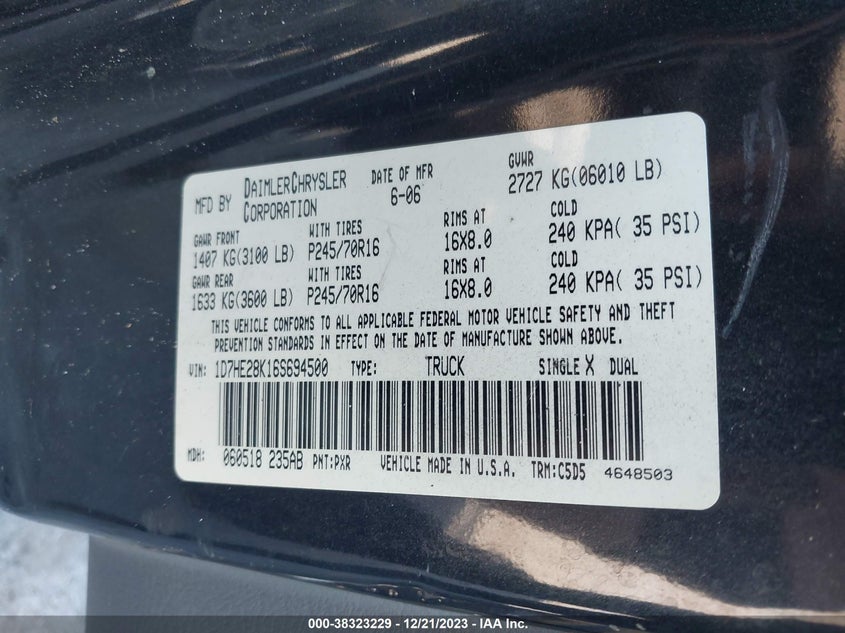 MFD BY DAIMLERCHRYSLER CORPORATION
DATE OF MFR 6-06
GVWR 2727 KG(06010 LB)
GAWR FRONT WITH TIRES RIMS AT COLD
1407 KG(3100 LB) P245/70R16 16X8.0 240 KPA( 35 PSI)
GAWR REAR WITH TIRES RIMS AT COLD
1633 KG(3600 LB) P245/70R16 16X8.0 240 KPA( 35 PSI)
THIS VEHICLE CONFORMS TO ALL APPLICABLE FEDERAL MOTOR VEHICLE SAFETY AND THEFT
PREVENTION STANDARDS IN EFFECT ON THE DATE OF MANUFACTURE SHOWN ABOVE.
VIN: 1D7HE28K16S694500 TYPE: TRUCK SINGLE X DUAL
MDH: 060518 235AB PNT:PXR VEHICLE MADE IN U.S.A. TRM:C5D5 4648503
000-38323229 - 12/21/2023 - IAA Inc.